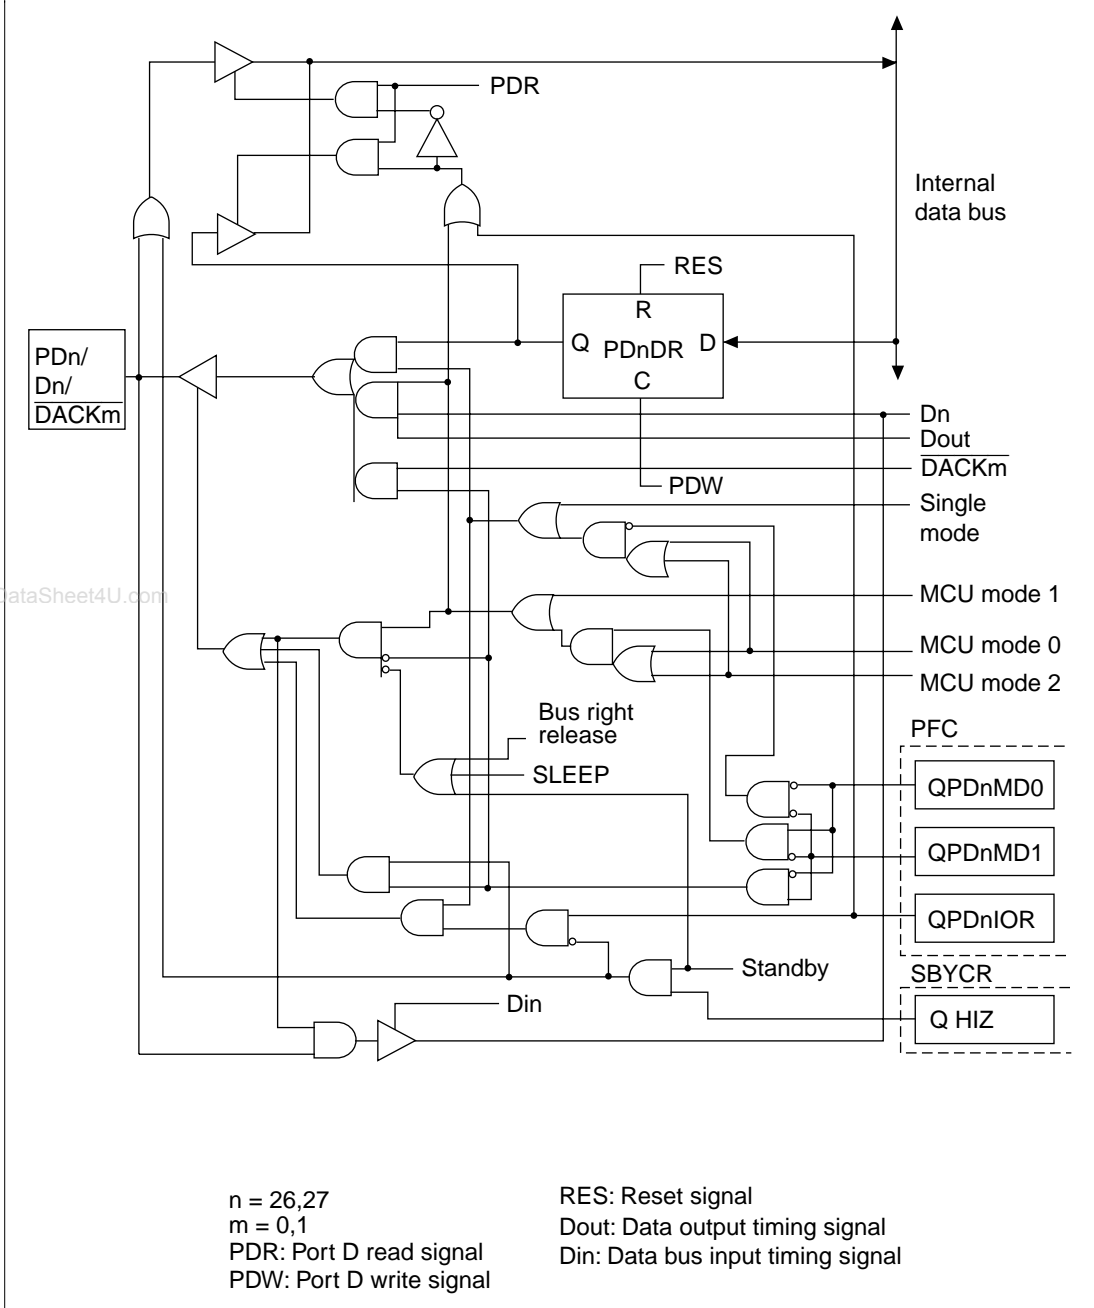 PDR
Internal
data bus
RES
R
Q PDnDR D
C
PDn/
Dn/
DACKm
Dn
Dout
DACKm
PDW
Single
mode
DataSheet4U.com
MCU mode 1
MCU mode 0
MCU mode 2
Bus right
release
SLEEP
PFC
QPDnMD0
QPDnMD1
QPDnIOR
Standby
SBYCR
Din
Q HIZ
n = 26,27
m = 0,1
PDR: Port D read signal
PDW: Port D write signal
RES: Reset signal
Dout: Data output timing signal
Din: Data bus input timing signal